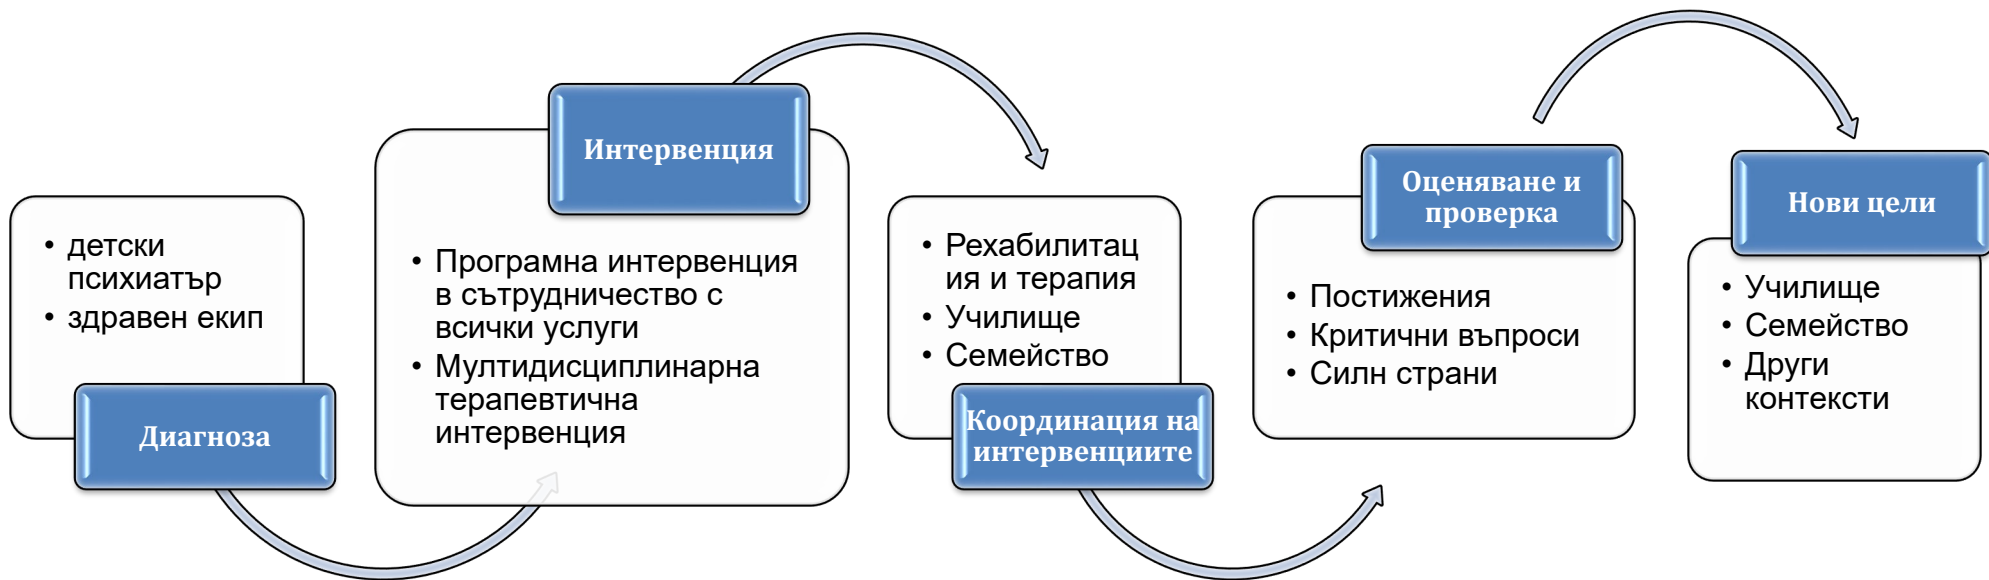 • детски
психиатър
• здравен екип
Диагноза
Интервенция
• Програмна интервенция
в сътрудничество с
всички услуги
• Мултидисциплинарна
терапевтична
интервенция
• Рехабилитац
ия и терапия
• Училище
• Семейство
Координация на
интервенциите
Оценяване и
проверка
• Постижения
• Критични въпроси
• Силн страни
Нови цели
• Училище
• Семейство
• Други
контексти